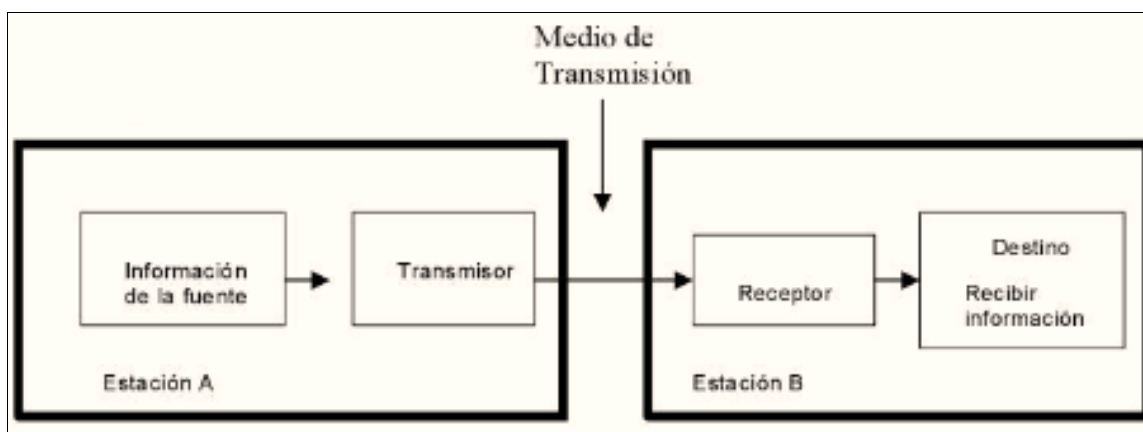 Medio de
Transmisión
Información
de la fuente
Transmisor
Receptor
Destino
Recibir
información
Estación A
Estación B